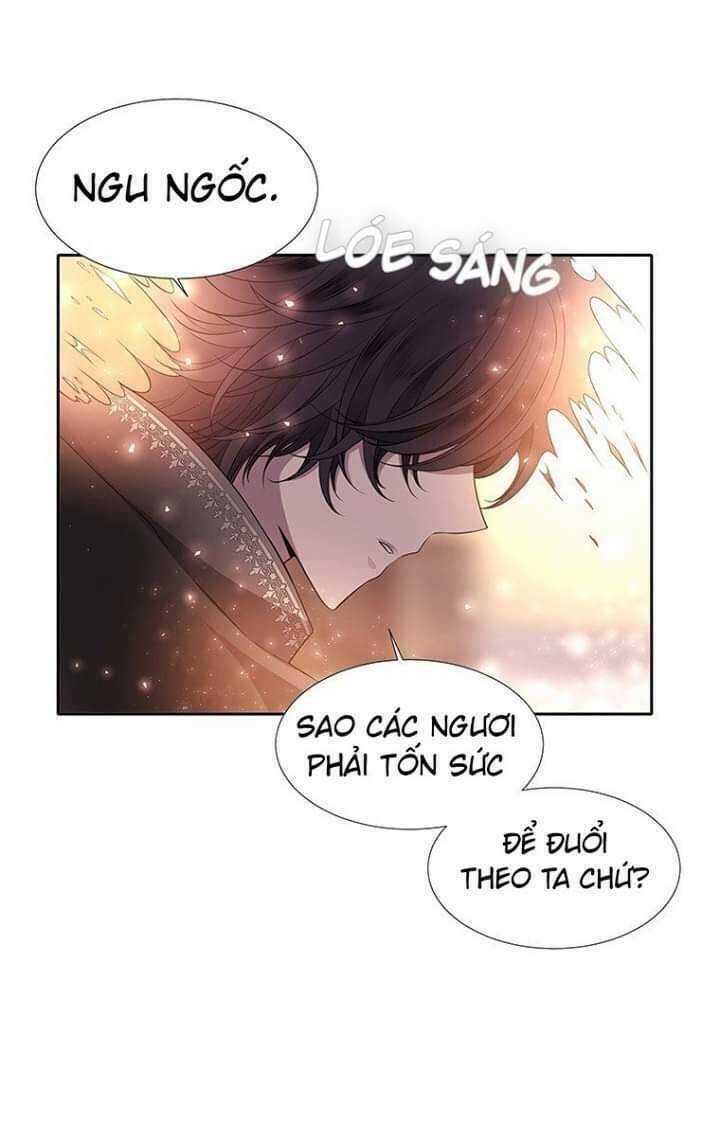 NGU NGỐC.
LÓE SÁNG
SAO CÁC NGƯƠI
PHẢI TỐN SỨC
ĐỂ ĐUỔI
THEO TA CHỨ?